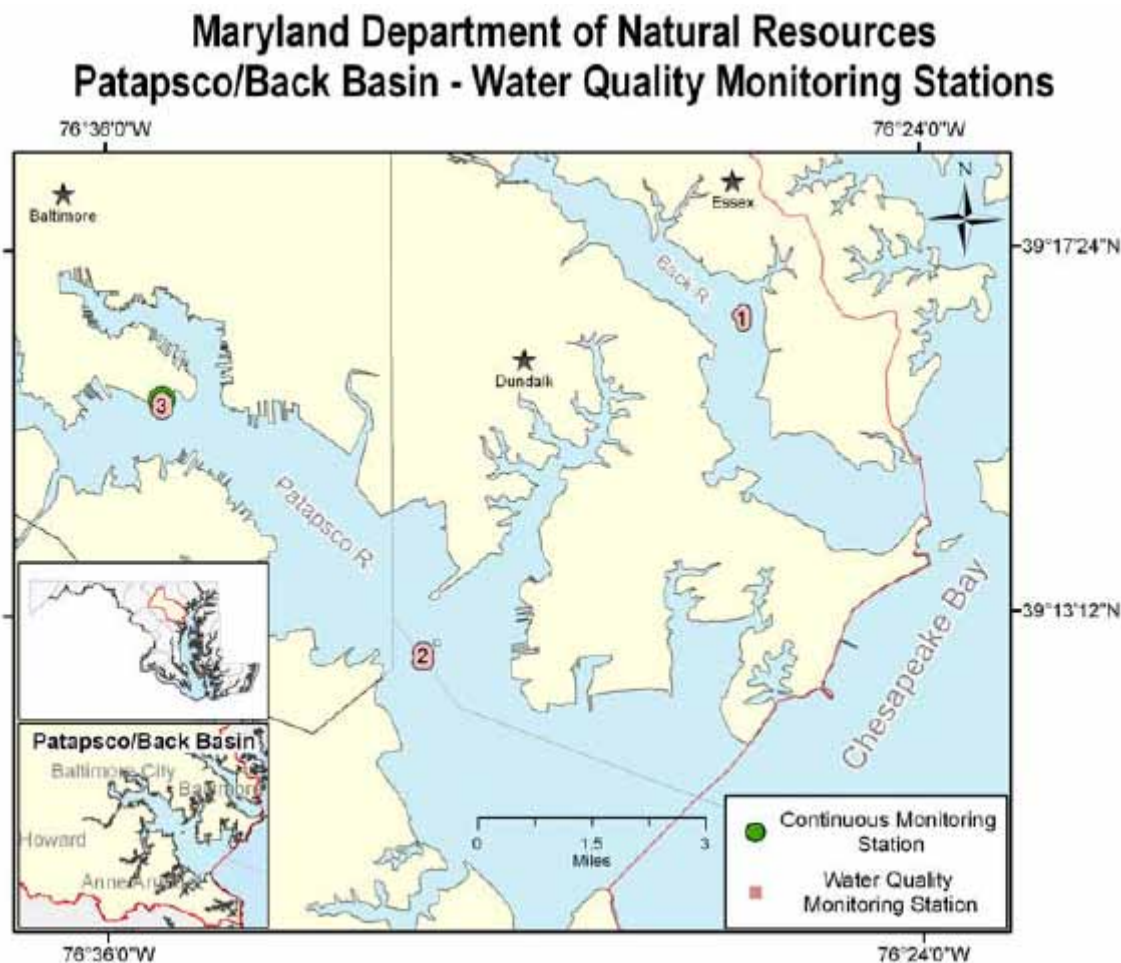 Maryland Department of Natural Resources
Patapsco/Back Basin - Water Quality Monitoring Stations
76°36'0"W
76°24'0"W
N
Baltimore
Essex
39°17'24"N
Back R
1
Dundalk
3
Patapsco R
39°13'12"N
2
Chesapeake Bay
Patapsco/Back Basin
Baltimore City
Howard
0
1.5
3
Miles
Continuous Monitoring
Station
Water Quality
Monitoring Station
76°36'0"W
76°24'0"W